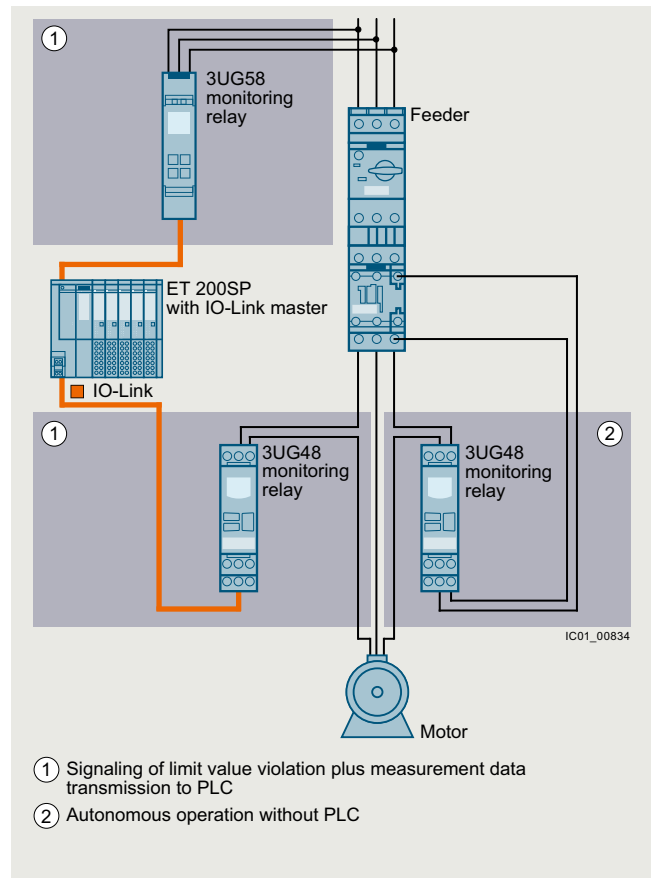 1
3UG58
monitoring
relay
Feeder
ET 200SP
with IO-Link master
IO-Link
1
3UG48
monitoring
relay
2
3UG48
monitoring
relay
IC01_00834
Motor
1 Signaling of limit value violation plus measurement data
transmission to PLC
2 Autonomous operation without PLC